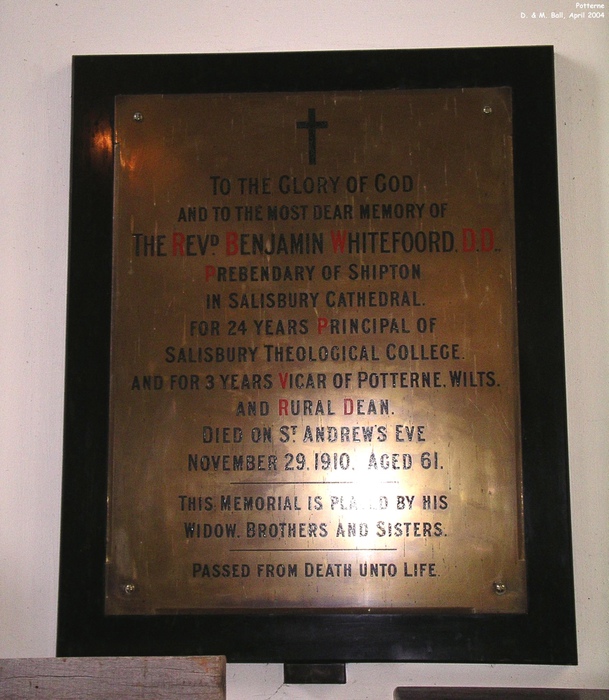 Potterne
D. & M. Ball, April 2004
TO THE GLORY OF GOD
AND TO THE MOST DEAR MEMORY OF
THE REVD BENJAMIN WHITEFOORD. D.D..
PREBENDARY OF SHIPTON
IN SALISBURY CATHEDRAL.
FOR 24 YEARS PRINCIPAL OF
SALISBURY THEOLOGICAL COLLEGE.
AND FOR 3 YEARS VICAR OF POTTERNE. WILTS.
AND RURAL DEAN.
DIED ON ST ANDREW'S EVE
NOVEMBER 29. 1910. AGED 61.
THIS MEMORIAL IS PLACED BY HIS
WIDOW. BROTHERS AND SISTERS.
PASSED FROM DEATH UNTO LIFE.